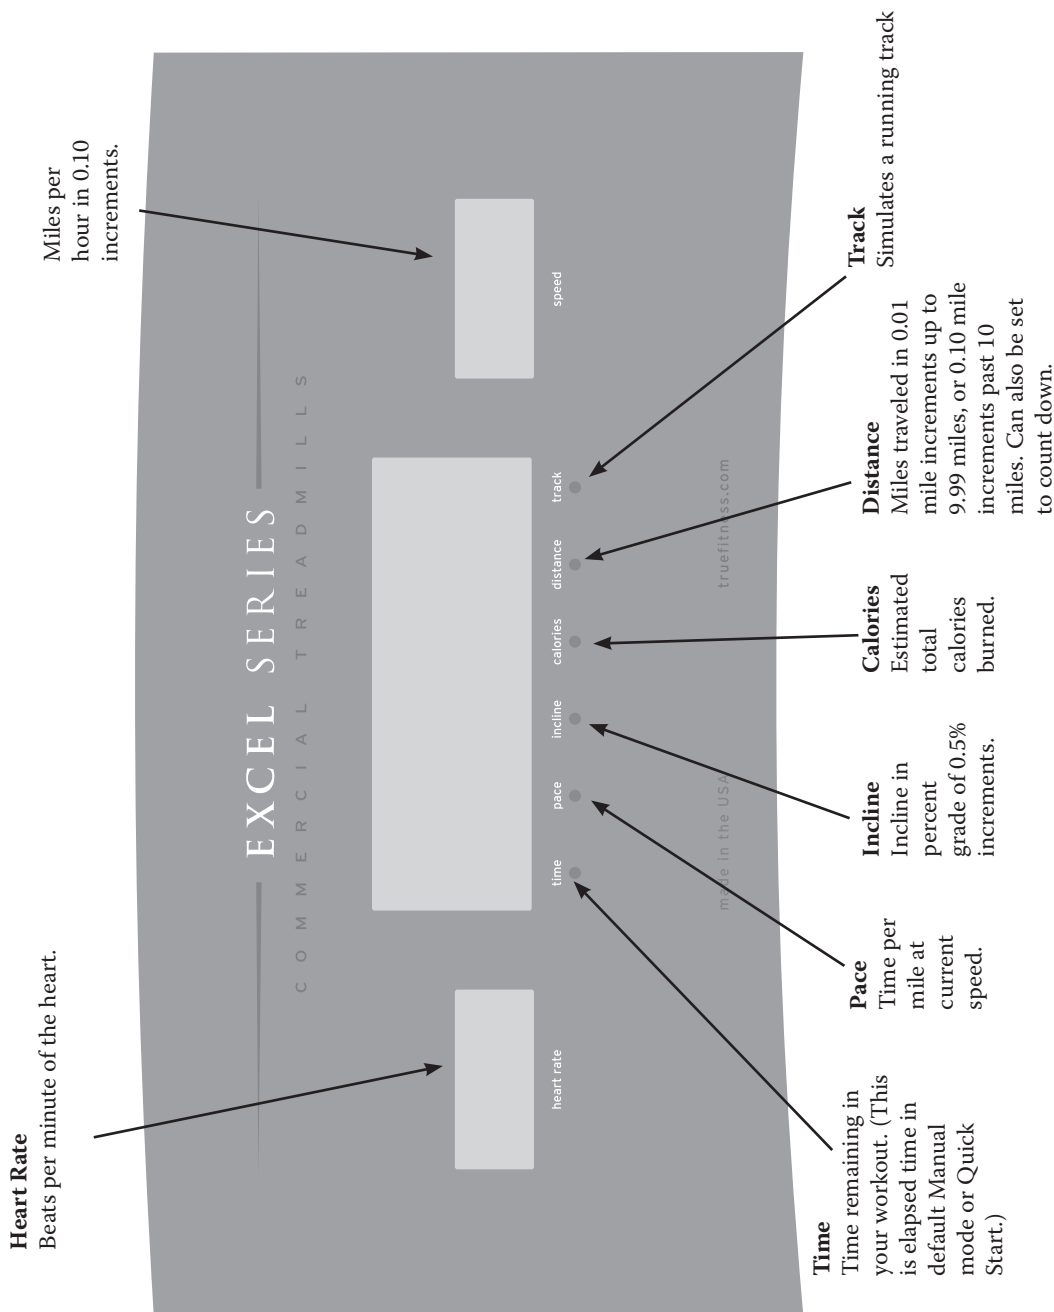 Heart Rate
Beats per minute of the heart.
Miles per
hour in 0.10
increments.
EXCEL SERIES
COMMERCIAL TREADMILLS
heart rate
time
pace
incline
calories
distance
track
speed
made in the USA
truefitness.com
Time
Time remaining in
your workout. (This
is elapsed time in
default Manual
mode or Quick
Start.)
Pace
Time per
mile at
current
speed.
Incline
Incline in
percent
grade of 0.5%
increments.
Calories
Estimated
total
calories
burned.
Distance
Miles traveled in 0.01
mile increments up to
9.99 miles, or 0.10 mile
increments past 10
miles. Can also be set
to count down.
Track
Simulates a running track